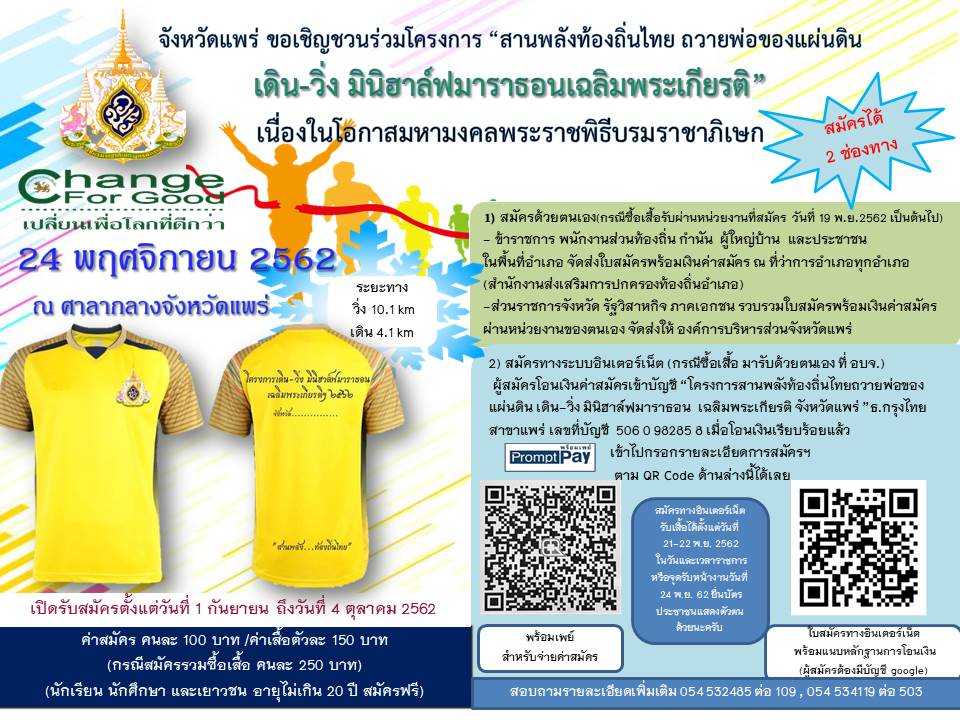 จังหวัดแพร่ ขอเชิญชวนร่วมโครงการ “สานพลังท้องถิ่นไทย ถวายพ่อของแผ่นดิน
เดิน-วิ่ง มินิฮาล์ฟมาราธอนเฉลิมพระเกียรติ”
เนื่องในโอกาสมหามงคลพระราชพิธีบรมราชาภิเษก
สมัครได้
2 ช่องทาง
Change
For Good
เปลี่ยนเพื่อโลกที่ดีกว่า
24 พฤศจิกายน 2562
ณ ศาลากลางจังหวัดแพร่
ระยะทาง
วิ่ง 10.1 km
เดิน 4.1 km
โครงการเดิน-วิ่ง มินิฮาล์ฟมาราธอน
เฉลิมพระเกียรติฯ ๒๕๖๒
จังหวัด..............
"สานพลัง...ท้องถิ่นไทย"
เปิดรับสมัครตั้งแต่วันที่ 1 กันยายน ถึงวันที่ 4 ตุลาคม 2562
ค่าสมัคร คนละ 100 บาท /ค่าเสื้อตัวละ 150 บาท
(กรณีสมัครรวมซื้อเสื้อ คนละ 250 บาท)
(นักเรียน นักศึกษา และเยาวชน อายุไม่เกิน 20 ปี สมัครฟรี)
1) สมัครด้วยตนเอง(กรณีซื้อเสื้อรับผ่านหน่วยงานที่สมัคร วันที่ 19 พ.ย.2562 เป็นต้นไป)
- ข้าราชการ พนักงานส่วนท้องถิ่น กำนัน ผู้ใหญ่บ้าน และประชาชน
ในพื้นที่อำเภอ จัดส่งใบสมัครพร้อมเงินค่าสมัคร ณ ที่ว่าการอำเภอทุกอำเภอ
(สำนักงานส่งเสริมการปกครองท้องถิ่นอำเภอ)
-ส่วนราชการจังหวัด รัฐวิสาหกิจ ภาคเอกชน รวบรวมใบสมัครพร้อมเงินค่าสมัคร
ผ่านหน่วยงานของตนเอง จัดส่งให้ องค์การบริหารส่วนจังหวัดแพร่
2) สมัครทางระบบอินเตอร์เน็ต (กรณีซื้อเสื้อ มารับด้วยตนเอง ที่ อบจ.)
ผู้สมัครโอนเงินค่าสมัครเข้าบัญชี “โครงการสานพลังท้องถิ่นไทยถวายพ่อของ
แผ่นดิน เดิน-วิ่ง มินิฮาล์ฟมาราธอน เฉลิมพระเกียรติ จังหวัดแพร่ ”ธ.กรุงไทย
สาขาแพร่ เลขที่บัญชี 506 0 98285 8 เมื่อโอนเงินเรียบร้อยแล้ว
พร้อมเพย์
PromptPay
เข้าไปกรอกรายละเอียดการสมัครฯ
ตาม QR Code ด้านล่างนี้ได้เลย
สมัครทางอินเตอร์เน็ต
รับเสื้อได้ตั้งแต่วันที่
21-22 พ.ย. 2562
ในวันและเวลาราชการ
หรือจุดรับหน้างานวันที่
24 พ.ย. 62 ยื่นบัตร
ประชาชนแสดงตัวตน
ด้วยนะครับ
พร้อมเพย์
สำหรับจ่ายค่าสมัคร
ใบสมัครทางอินเตอร์เน็ต
พร้อมแนบหลักฐานการโอนเงิน
(ผู้สมัครต้องมีบัญชี google)
สอบถามรายละเอียดเพิ่มเติม 054 532485 ต่อ 109 , 054 534119 ต่อ 503